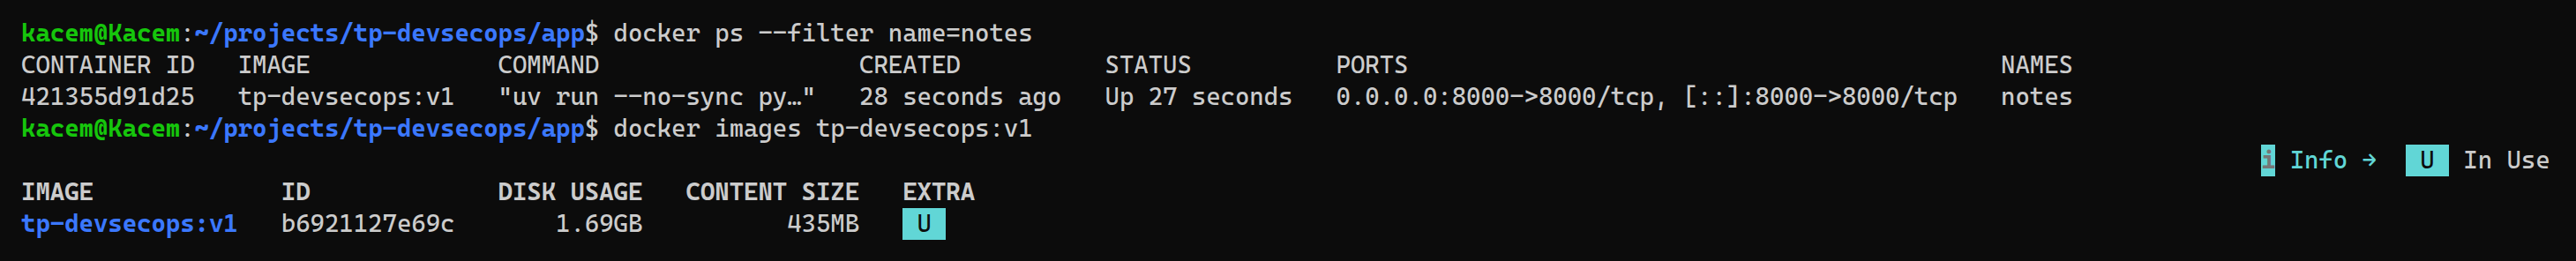 kacem@Kacem:~/projects/tp-devsecops/app$ docker ps --filter name=notes
CONTAINER ID   IMAGE             COMMAND                  CREATED          STATUS          PORTS                                         NAMES
421355d91d25   tp-devsecops:v1   "uv run --no-sync py…"   28 seconds ago   Up 27 seconds   0.0.0.0:8000->8000/tcp, [::]:8000->8000/tcp   notes
kacem@Kacem:~/projects/tp-devsecops/app$ docker images tp-devsecops:v1
i Info →   U  In Use
IMAGE             ID             DISK USAGE   CONTENT SIZE   EXTRA
tp-devsecops:v1   b6921127e69c       1.69GB          435MB    U